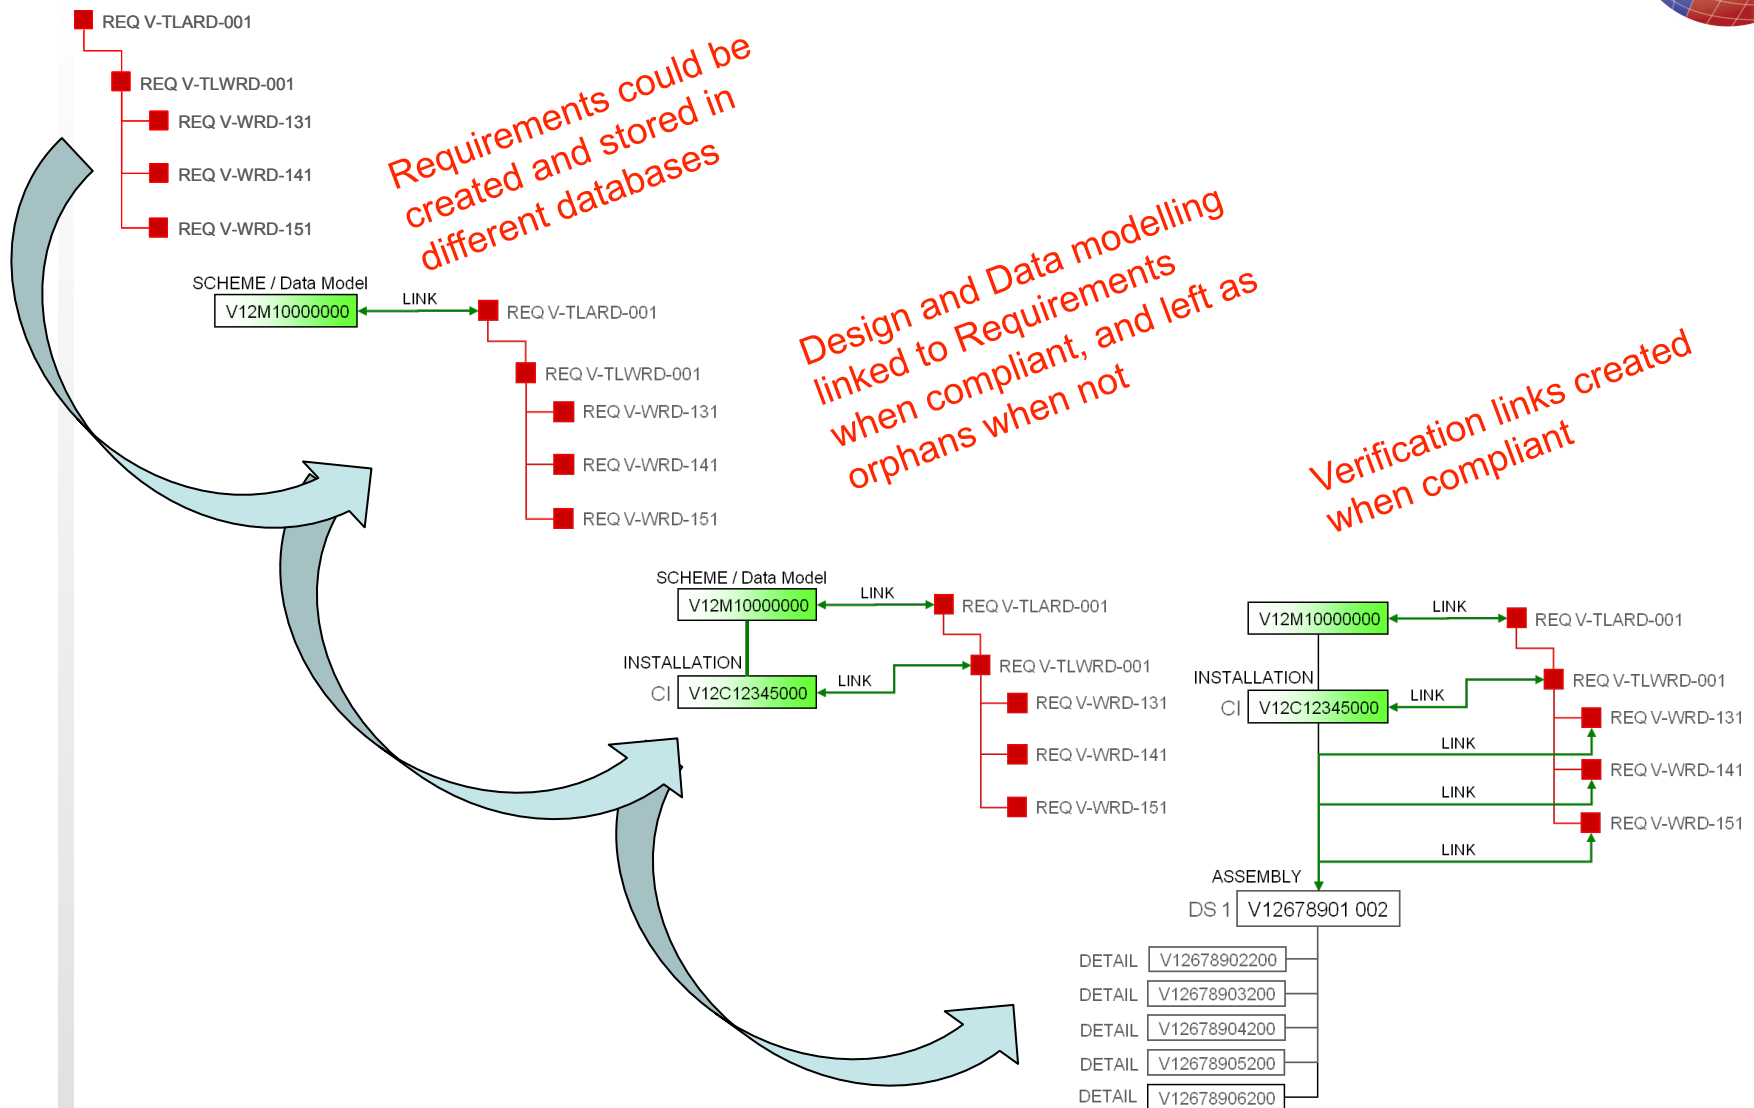 REQ V-TLARD-001
REQ V-TLWRD-001
REQ V-WRD-131
REQ V-WRD-141
REQ V-WRD-151
Requirements could be
created and stored in
different databases
SCHEME / Data Model
V12M10000000
LINK
REQ V-TLARD-001
REQ V-TLWRD-001
REQ V-WRD-131
REQ V-WRD-141
REQ V-WRD-151
Design and Data modelling
linked to Requirements
when compliant, and left as
orphans when not
SCHEME / Data Model
V12M10000000
LINK
REQ V-TLARD-001
INSTALLATION
CI
V12C12345000
LINK
REQ V-TLWRD-001
REQ V-WRD-131
REQ V-WRD-141
REQ V-WRD-151
Verification links created
when compliant
V12M10000000
LINK
REQ V-TLARD-001
INSTALLATION
CI
V12C12345000
LINK
REQ V-TLWRD-001
REQ V-WRD-131
LINK
REQ V-WRD-141
LINK
REQ V-WRD-151
LINK
ASSEMBLY
DS 1
V12678901 002
DETAIL V12678902200
DETAIL V12678903200
DETAIL V12678904200
DETAIL V12678905200
DETAIL V12678906200